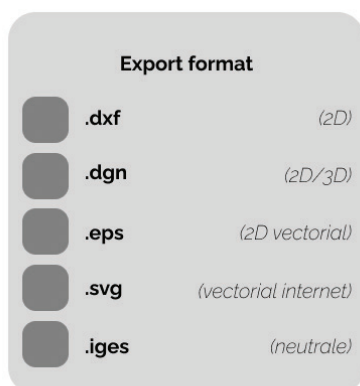 Export format
.dxf (2D)
.dgn (2D/3D)
.eps (2D vectorial)
.svg (vectorial internet)
.iges (neutrale)